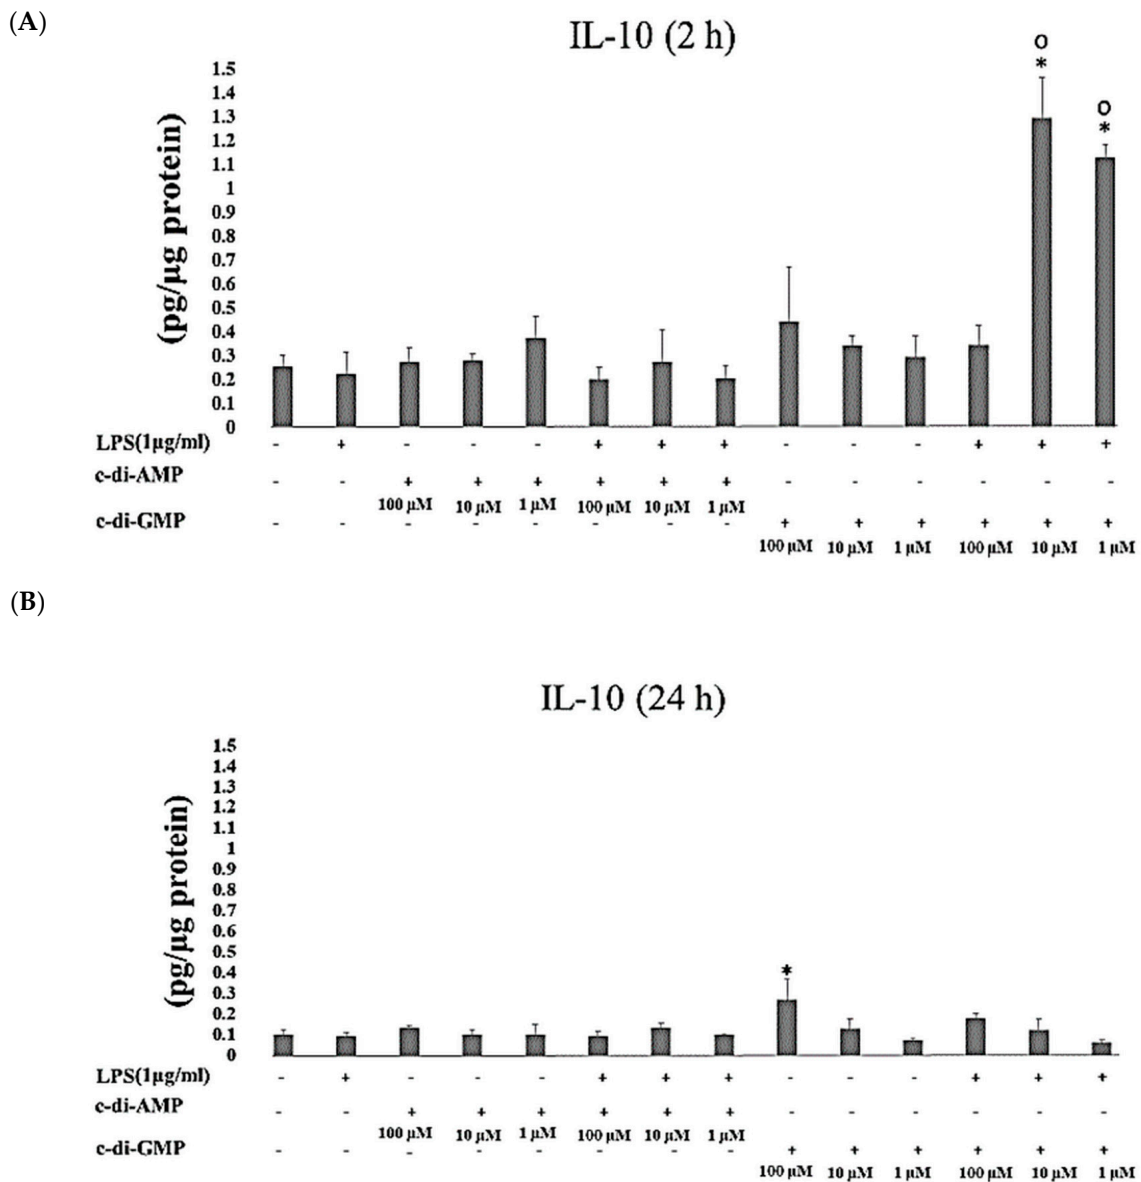 (A)
IL-10 (2 h)
(pg/µg protein)
1.5
1.4
1.3
1.2
1.1
1
0.9
0.8
0.7
0.6
0.5
0.4
0.3
0.2
0.1
0
o
*
o
*
LPS(1µg/ml) - + - - - + + + - - - + + +
c-di-AMP - - + + + + + + - - - - - -
100 µM 10 µM 1 µM 100 µM 10 µM 1 µM
c-di-GMP - - - - - - - - + + + + + +
100 µM 10 µM 1 µM 100 µM 10 µM 1 µM
(B)
IL-10 (24 h)
(pg/µg protein)
1.5
1.4
1.3
1.2
1.1
1
0.9
0.8
0.7
0.6
0.5
0.4
0.3
0.2
0.1
0
*
LPS(1µg/ml) - + - - - + + + - - - + + +
c-di-AMP - - + + + + + + - - - - - -
100 µM 10 µM 1 µM 100 µM 10 µM 1 µM
c-di-GMP - - - - - - - - + + + + + +
100 µM 10 µM 1 µM 100 µM 10 µM 1 µM